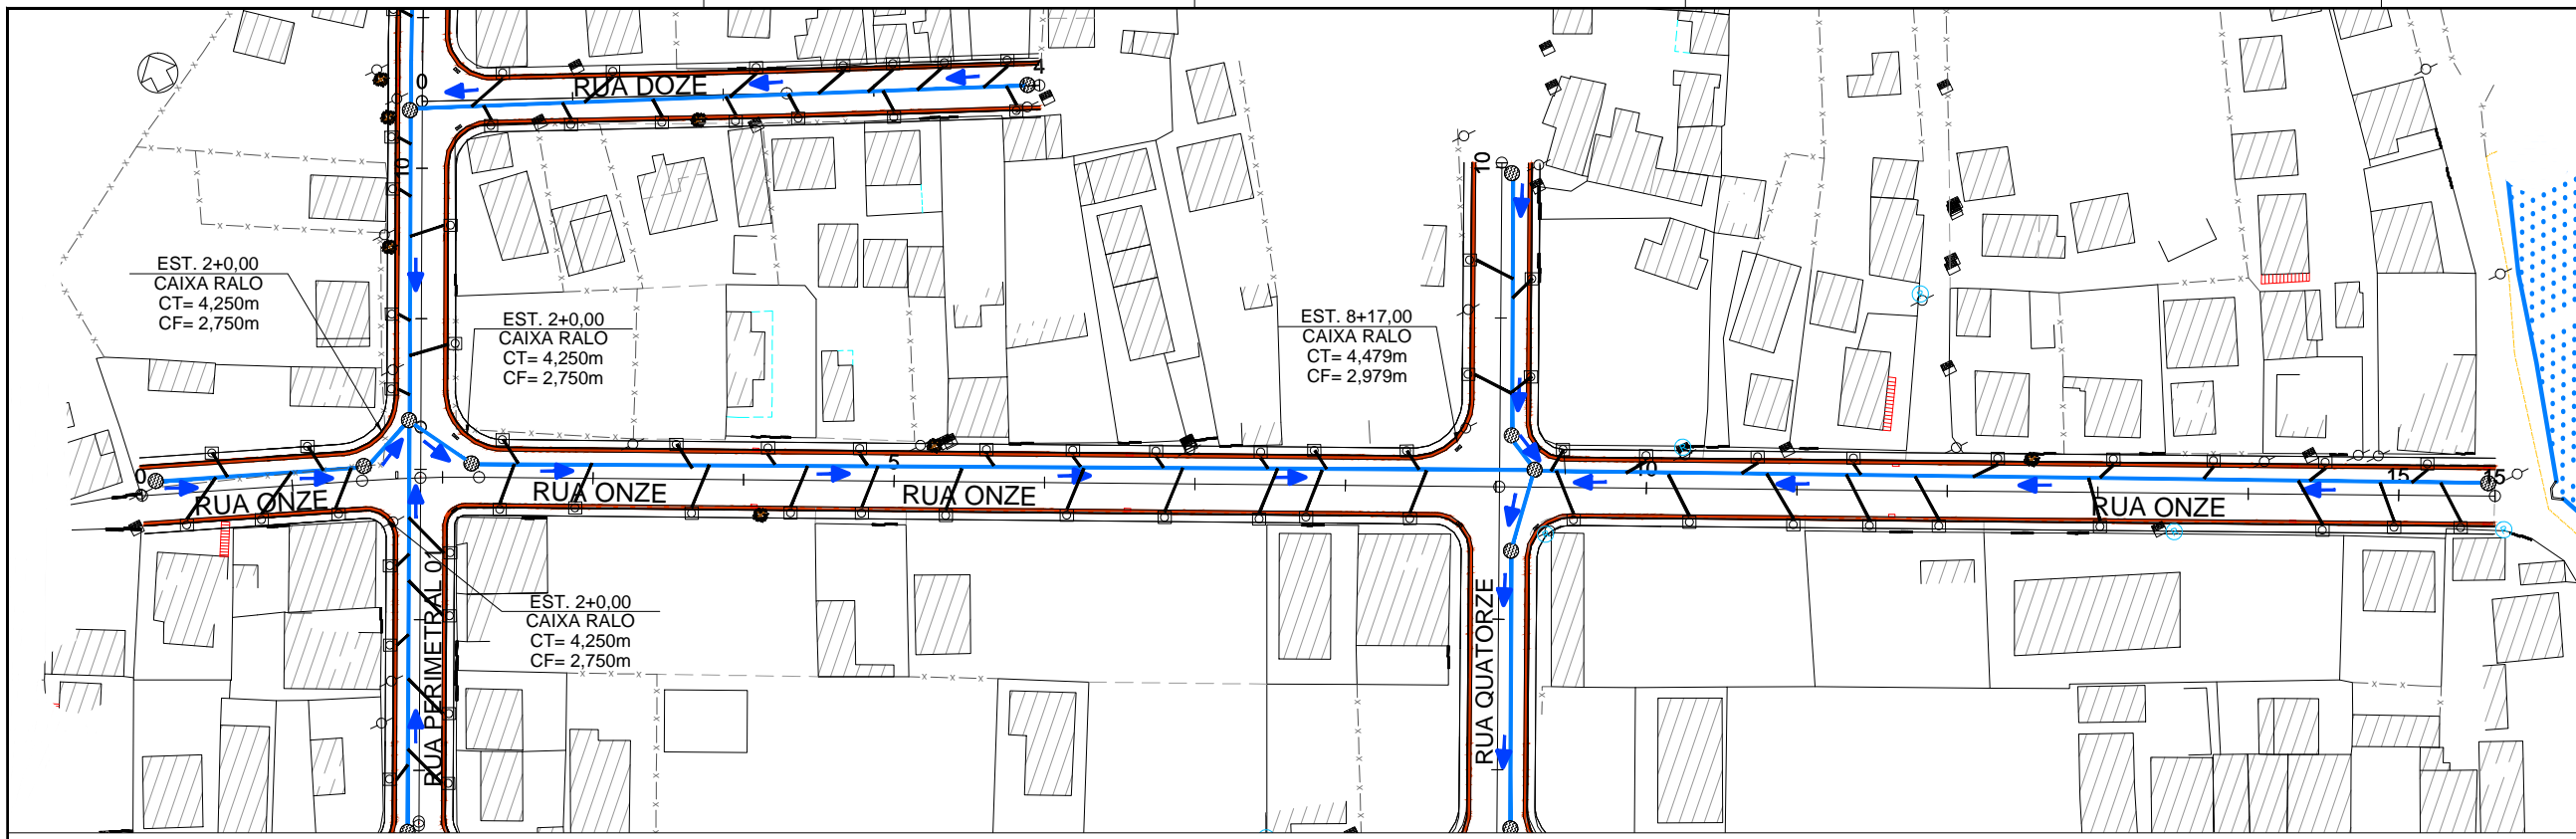 RUA DOZE
0
4
10
10
EST. 2+0,00
CAIXA RALO
CT= 4,250m
CF= 2,750m
EST. 2+0,00
CAIXA RALO
CT= 4,250m
CF= 2,750m
EST. 8+17,00
CAIXA RALO
CT= 4,479m
CF= 2,979m
0
5
10
15
15
RUA ONZE
RUA ONZE
RUA ONZE
RUA ONZE
EST. 2+0,00
CAIXA RALO
CT= 4,250m
CF= 2,750m
RUA PERIMETRAL 01
RUA QUATORZE